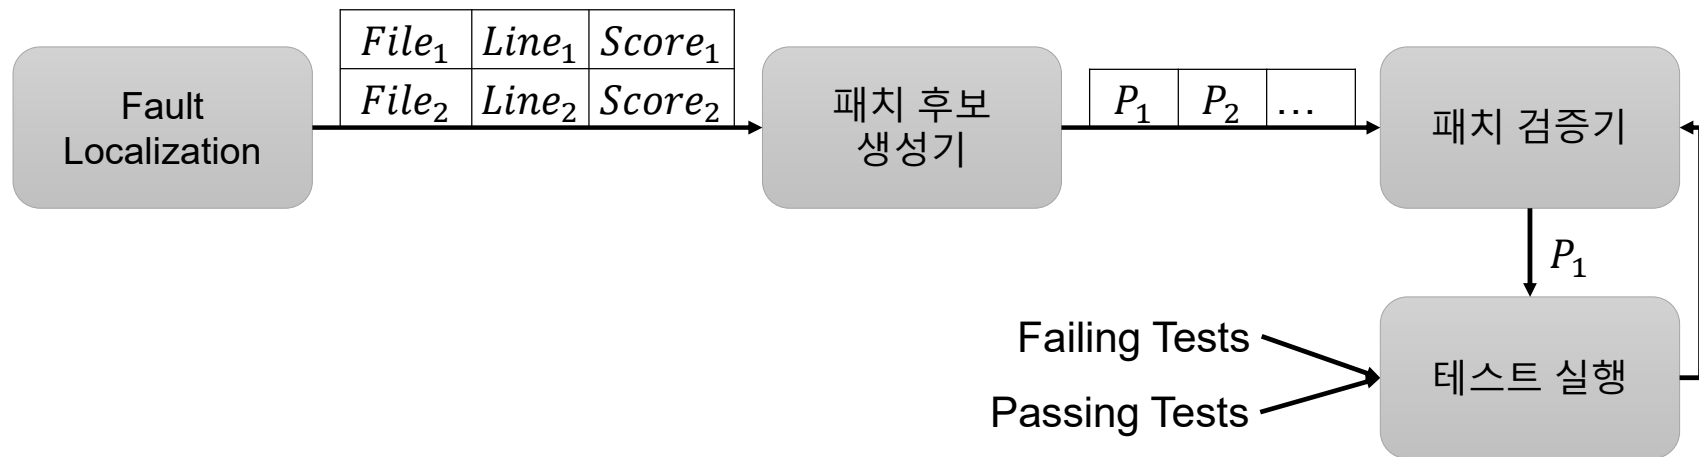 Fault
Localization
File₁ Line₁ Score₁
File₂ Line₂ Score₂
패치 후보
생성기
P₁ P₂ ...
패치 검증기
P₁
Failing Tests
Passing Tests
테스트 실행